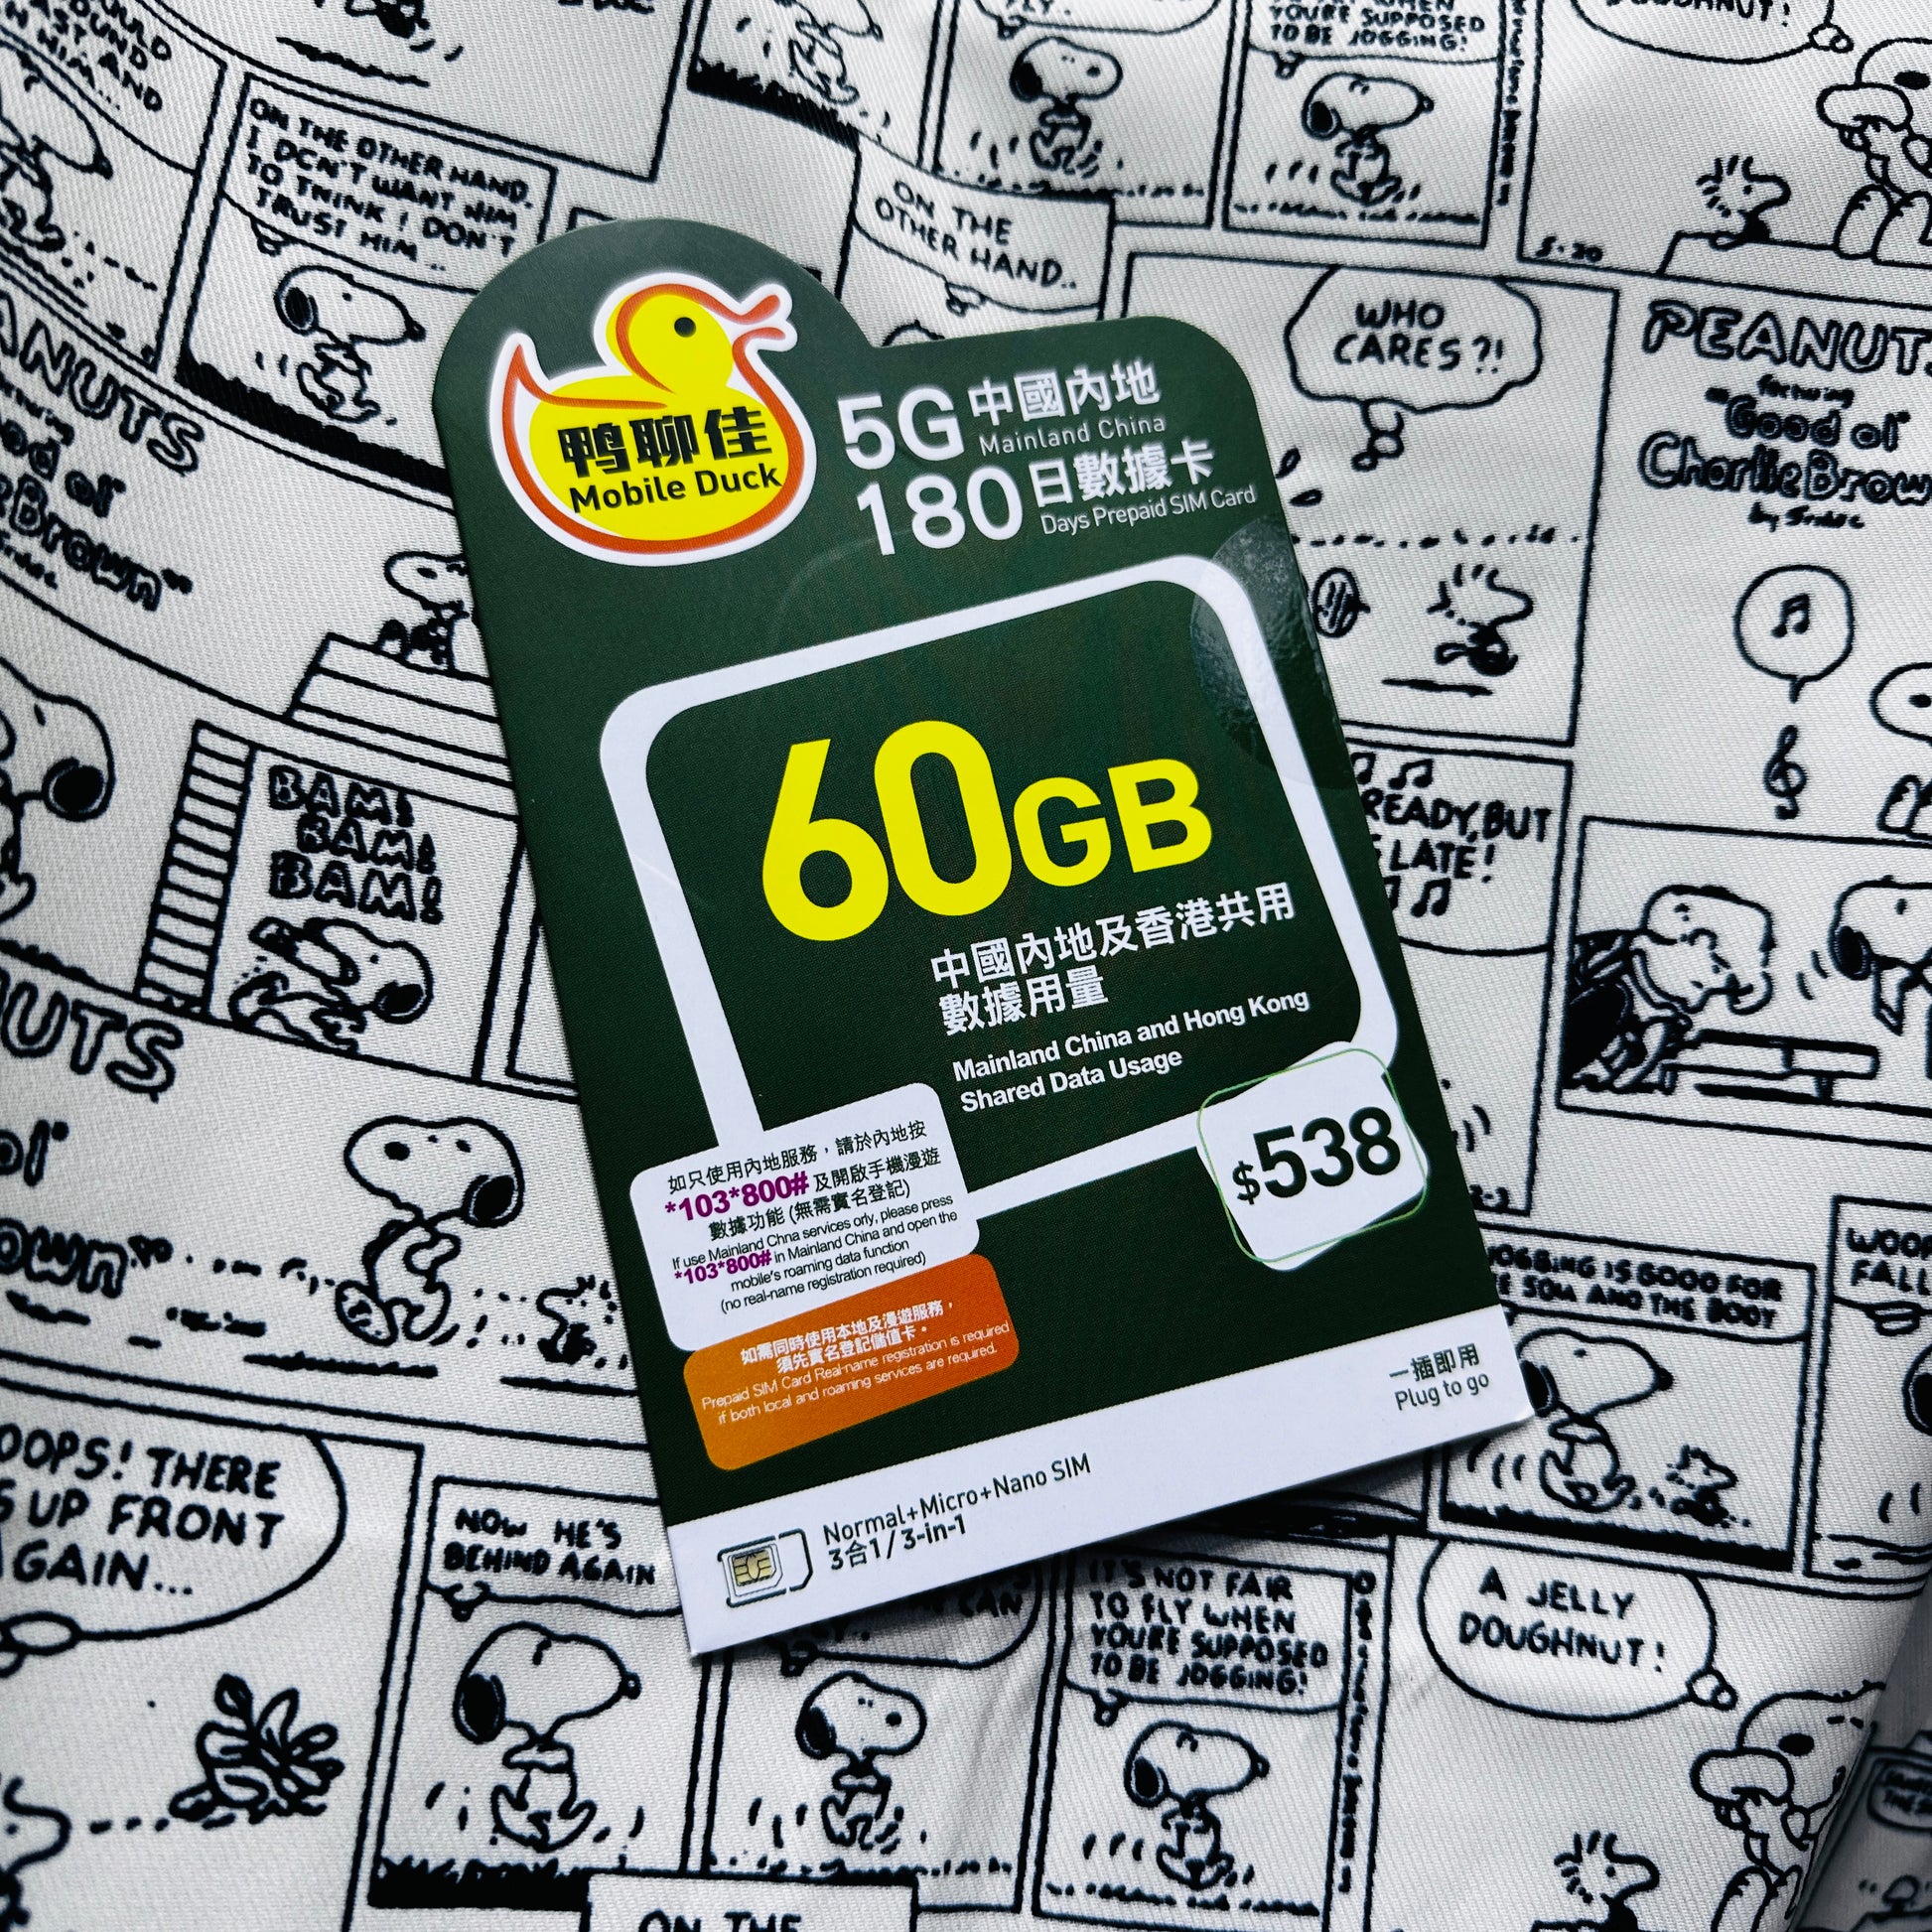 YOU'RE SUPPOSED
TO BE JOGGING!
ON THE OTHER HAND,
I DON'T WANT HIM
TO THINK I DON'T
TRUST HIM...
ON THE
OTHER HAND..
5-20
WHO
CARES?!
PEANUTS
featuring
"Good ol'
Charlie Brown
by Schulz
鴨聊佳
Mobile Duck
5G 中國內地
Mainland China
180 日數據卡
Days Prepaid SIM Card
60GB
中國內地及香港共用
數據用量
Mainland China and Hong Kong
Shared Data Usage
$538
如只使用內地服務，請於內地按
*103*800# 及開啟手機漫遊
數據功能 (無需實名登記)
If use Mainland Chna services only, please press
*103*800# in Mainland China and open the
mobile's roaming data function
(no real-name registration required)
如需同時使用本地及漫遊服務，
須先實名登記儲值卡。
Prepaid SIM Card Real-name registration is required
if both local and roaming services are required.
一插即用
Plug to go
Normal+Micro+Nano SIM
3合1 / 3-in-1
BAM!
BAM!
BAM!
READY, BUT
LATE!
OOPS! THERE
UP FRONT
GAIN...
NOW HE'S
BEHIND AGAIN
IT'S NOT FAIR
TO FLY WHEN
YOU'RE SUPPOSED
TO BE JOGGING!
A JELLY
DOUGHNUT!
ON THE